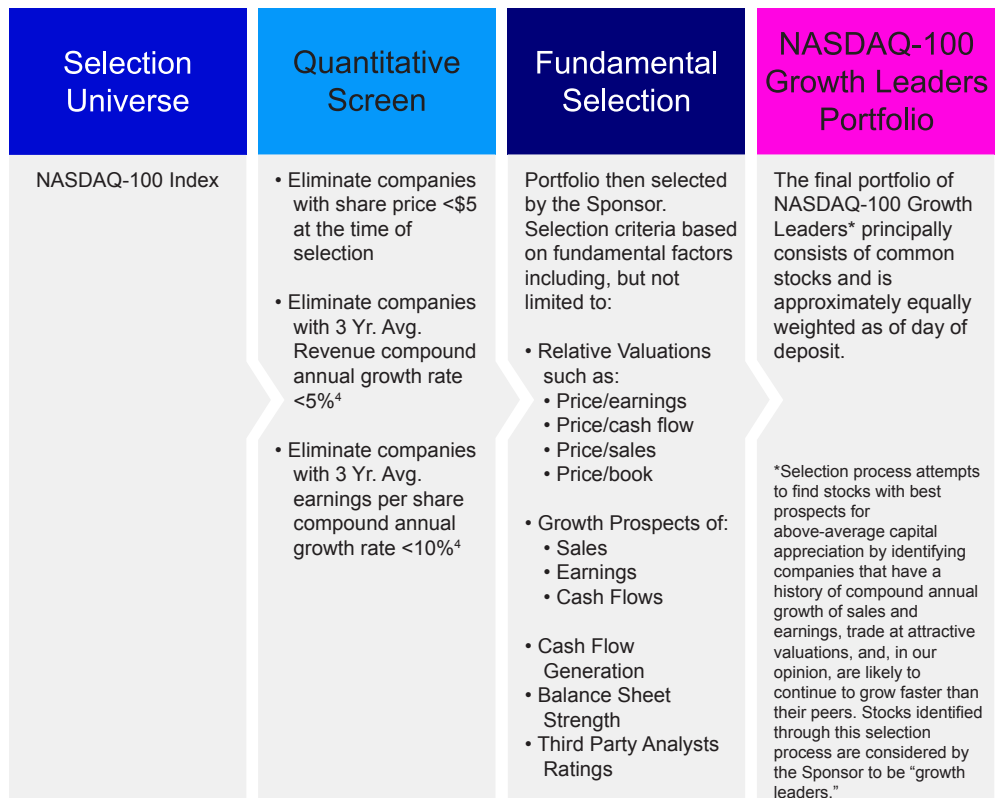 Selection
Universe
NASDAQ-100 Index
Quantitative
Screen
• Eliminate companies
with share price <$5
at the time of
selection
• Eliminate companies
with 3 Yr. Avg.
Revenue compound
annual growth rate
<5%⁴
• Eliminate companies
with 3 Yr. Avg.
earnings per share
compound annual
growth rate <10%⁴
Fundamental
Selection
Portfolio then selected
by the Sponsor.
Selection criteria based
on fundamental factors
including, but not
limited to:
• Relative Valuations
such as:
• Price/earnings
• Price/cash flow
• Price/sales
• Price/book
• Growth Prospects of:
• Sales
• Earnings
• Cash Flows
• Cash Flow
Generation
• Balance Sheet
Strength
• Third Party Analysts
Ratings
NASDAQ-100
Growth Leaders
Portfolio
The final portfolio of
NASDAQ-100 Growth
Leaders* principally
consists of common
stocks and is
approximately equally
weighted as of day of
deposit.
*Selection process attempts
to find stocks with best
prospects for
above-average capital
appreciation by identifying
companies that have a
history of compound annual
growth of sales and
earnings, trade at attractive
valuations, and, in our
opinion, are likely to
continue to grow faster than
their peers. Stocks identified
through this selection
process are considered by
the Sponsor to be “growth
leaders.”